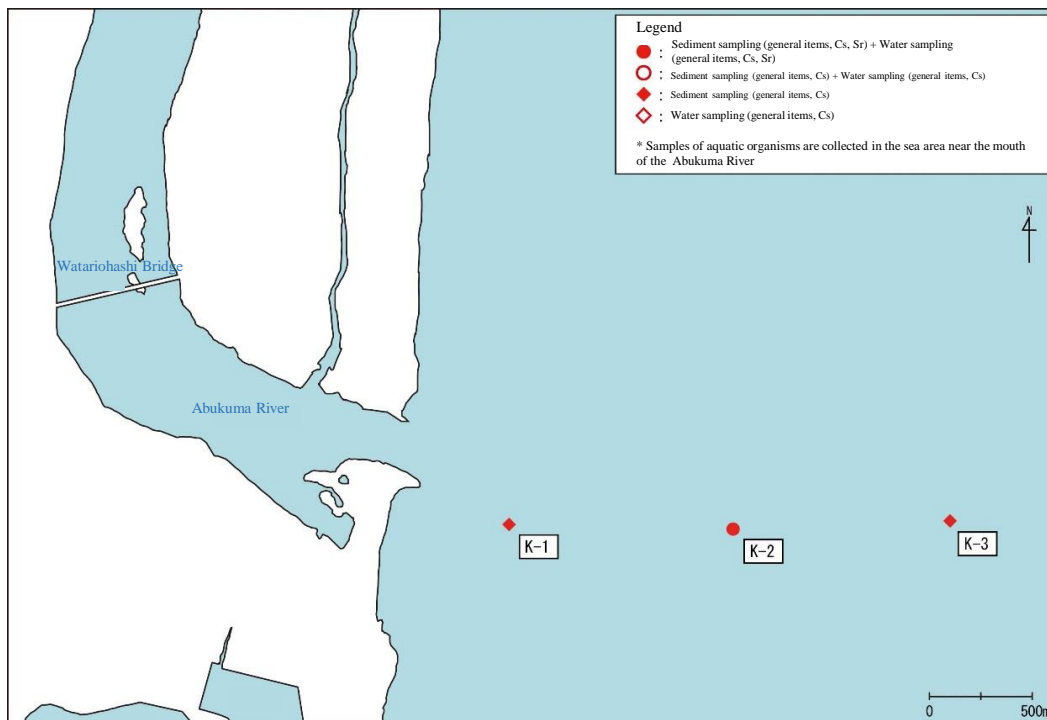 Legend
: Sediment sampling (general items, Cs, Sr) + Water sampling
(general items, Cs, Sr)
: Sediment sampling (general items, Cs) + Water sampling (general items, Cs)
: Sediment sampling (general items, Cs)
: Water sampling (general items, Cs)
* Samples of aquatic organisms are collected in the sea area near the mouth
of the Abukuma River
N
Watariohashi Bridge
Abukuma River
K-1
K-2
K-3
0 500m